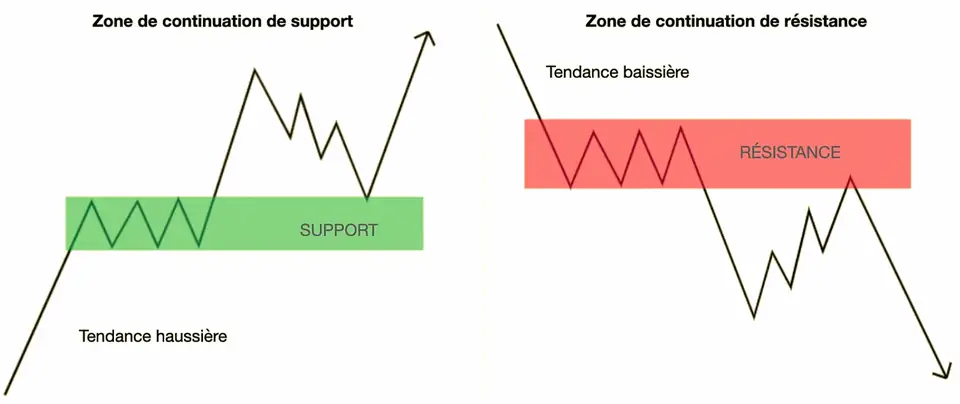 Zone de continuation de support
Zone de continuation de résistance
Tendance baissière
RÉSISTANCE
SUPPORT
Tendance haussière